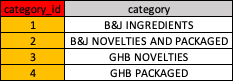 category_id category
1 B&J INGREDIENTS
2 B&J NOVELTIES AND PACKAGED
3 GHB NOVELTIES
4 GHB PACKAGED